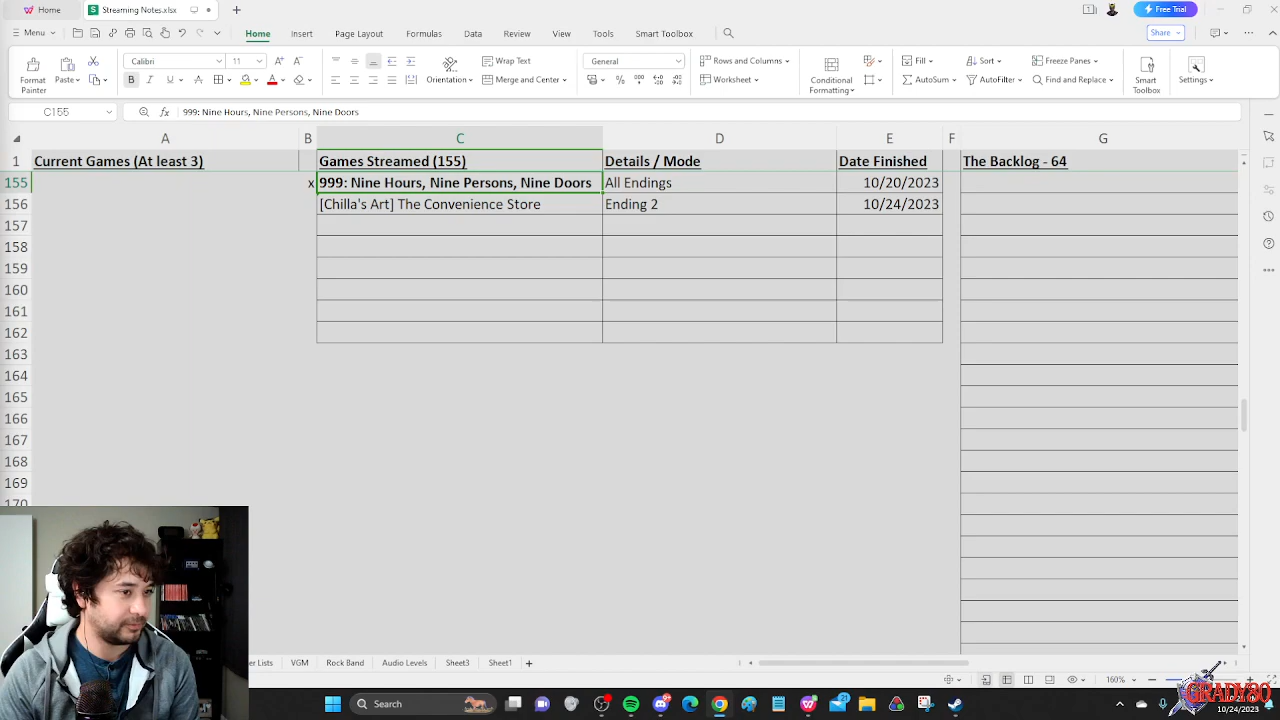 Home
Streaming Notes.xlsx
Free Trial
Menu
Home
Insert
Page Layout
Formulas
Data
Review
View
Tools
Smart Toolbox
Share
Format Painter
Paste
Calibri
11
Orientation
Wrap Text
Merge and Center
General
Conditional Formatting
Rows and Columns
Worksheet
Fill
AutoSum
Sort
AutoFilter
Freeze Panes
Find and Replace
Smart Toolbox
Settings
C155
fx
999: Nine Hours, Nine Persons, Nine Doors
A B C D E F G
1 Current Games (At least 3) Games Streamed (155) Details / Mode Date Finished The Backlog - 64
155 x 999: Nine Hours, Nine Persons, Nine Doors All Endings 10/20/2023
156 [Chilla's Art] The Convenience Store Ending 2 10/24/2023
157
158
159
160
161
162
163
164
165
166
167
168
169
170
er Lists
VGM
Rock Band
Audio Levels
Sheet3
Sheet1
160%
Search
21
10/24/2023